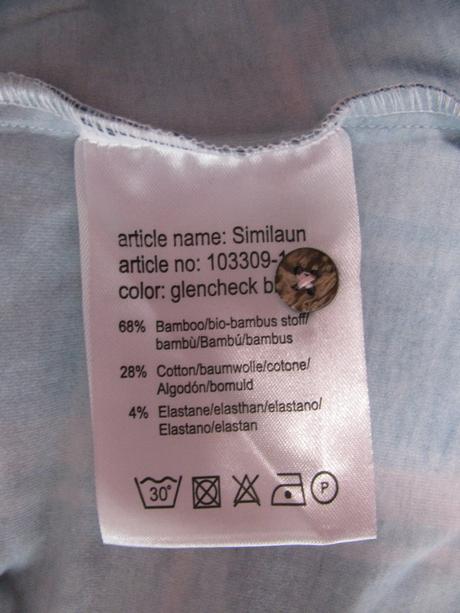 article name: Similaun
article no: 103309-1
color: glencheck b
68% Bamboo/bio-bambus stoff/
bambù/Bambú/bambus
28% Cotton/baumwolle/cotone/
Algodón/bomuld
4% Elastane/elasthan/elastano/
Elastano/elastan
30°
P